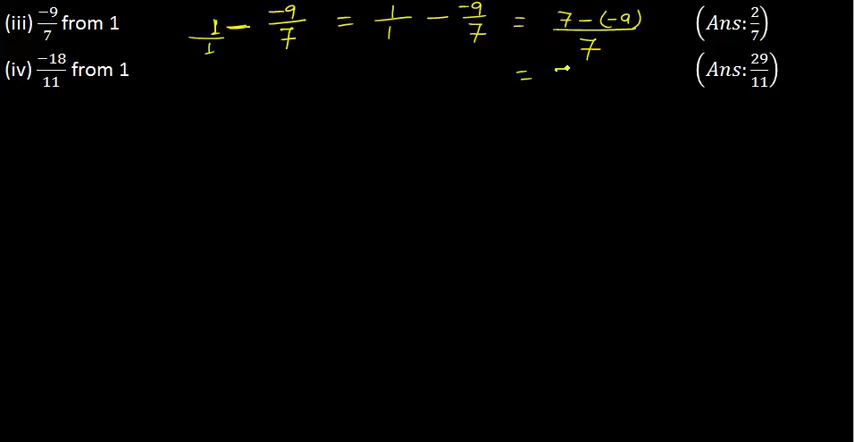 (iii) −9/7 from 1 1/1 − −9/7 = 1/1 − −9/7 = 7−(−9)/7 (Ans: 2/7)
(iv) −18/11 from 1 = (Ans: 29/11)